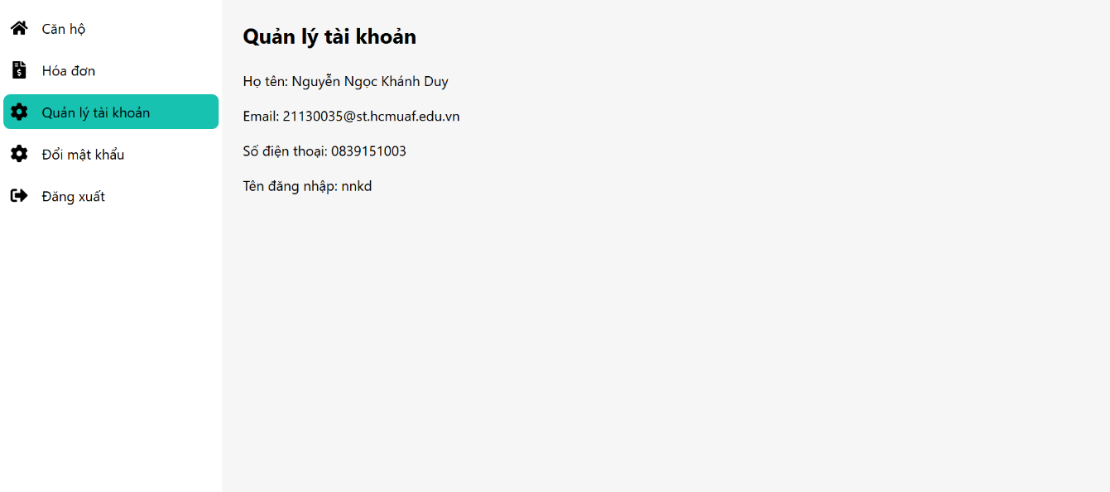 Căn hộ
Hóa đơn
Quản lý tài khoản
Đổi mật khẩu
Đăng xuất
Quản lý tài khoản
Họ tên: Nguyễn Ngọc Khánh Duy
Email: 21130035@st.hcmuaf.edu.vn
Số điện thoại: 0839151003
Tên đăng nhập: nnkd